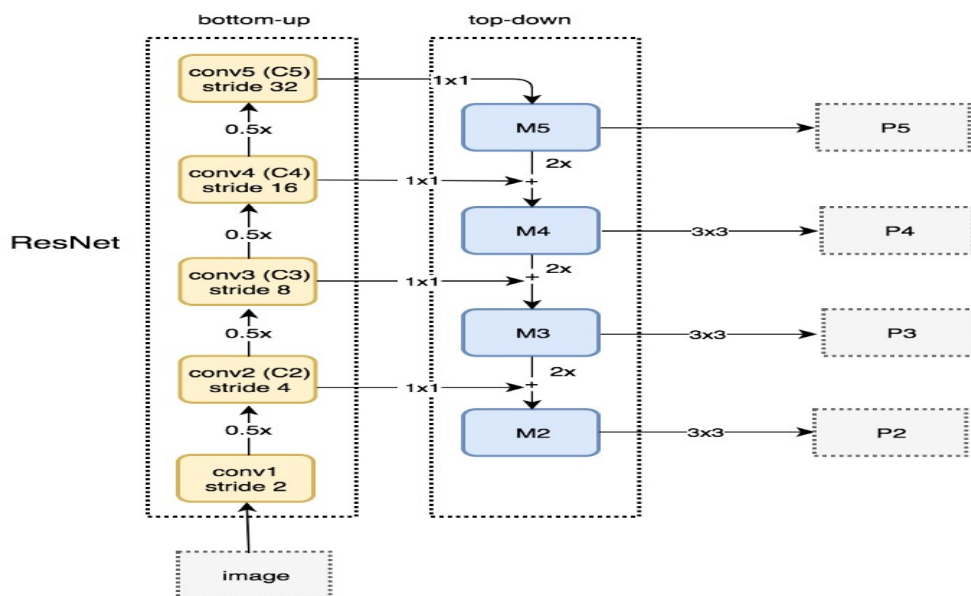 bottom-up
top-down
conv5 (C5)
stride 32
1x1
M5
P5
0.5x
2x
+
conv4 (C4)
stride 16
1x1
M4
3x3
P4
ResNet
0.5x
2x
+
conv3 (C3)
stride 8
1x1
M3
3x3
P3
0.5x
2x
+
conv2 (C2)
stride 4
1x1
M2
3x3
P2
0.5x
conv1
stride 2
image